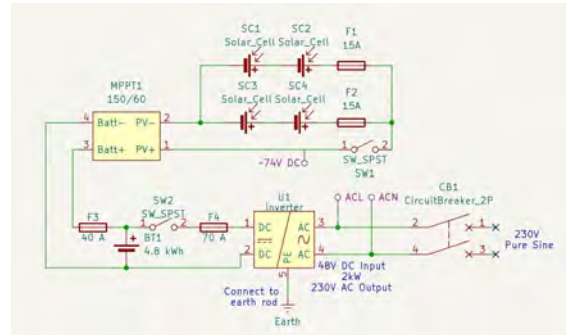 SC1 SC2 F1
Solar_Cell Solar_Cell 15A
MPPT1
150/60
SC3 SC4 F2
Solar_Cell Solar_Cell 15A
4 Batt- PV- 2
3 Batt+ PV+ 1
1 2
~74V DC
SW_SPST
SW1
U1
Inverter
ACL ACN
CB1
CircuitBreaker_2P
SW2
SW_SPST
F3 F4
40 A 70 A
1 2
1 DC AC 3
2 DC AC 4
PE
5
2 1
4 3
230V
Pure Sine
BT1
4.8 kWh
48V DC Input
2kW
230V AC Output
Connect to
earth rod
Earth